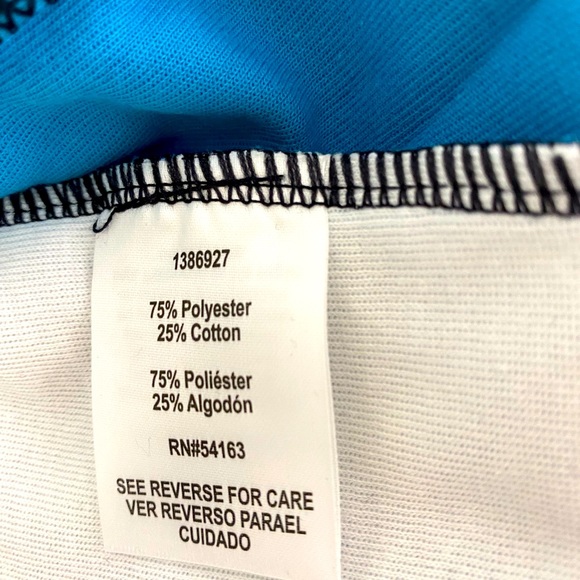 1386927
75% Polyester
25% Cotton
75% Poliéster
25% Algodón
RN#54163
SEE REVERSE FOR CARE
VER REVERSO PARAEL
CUIDADO